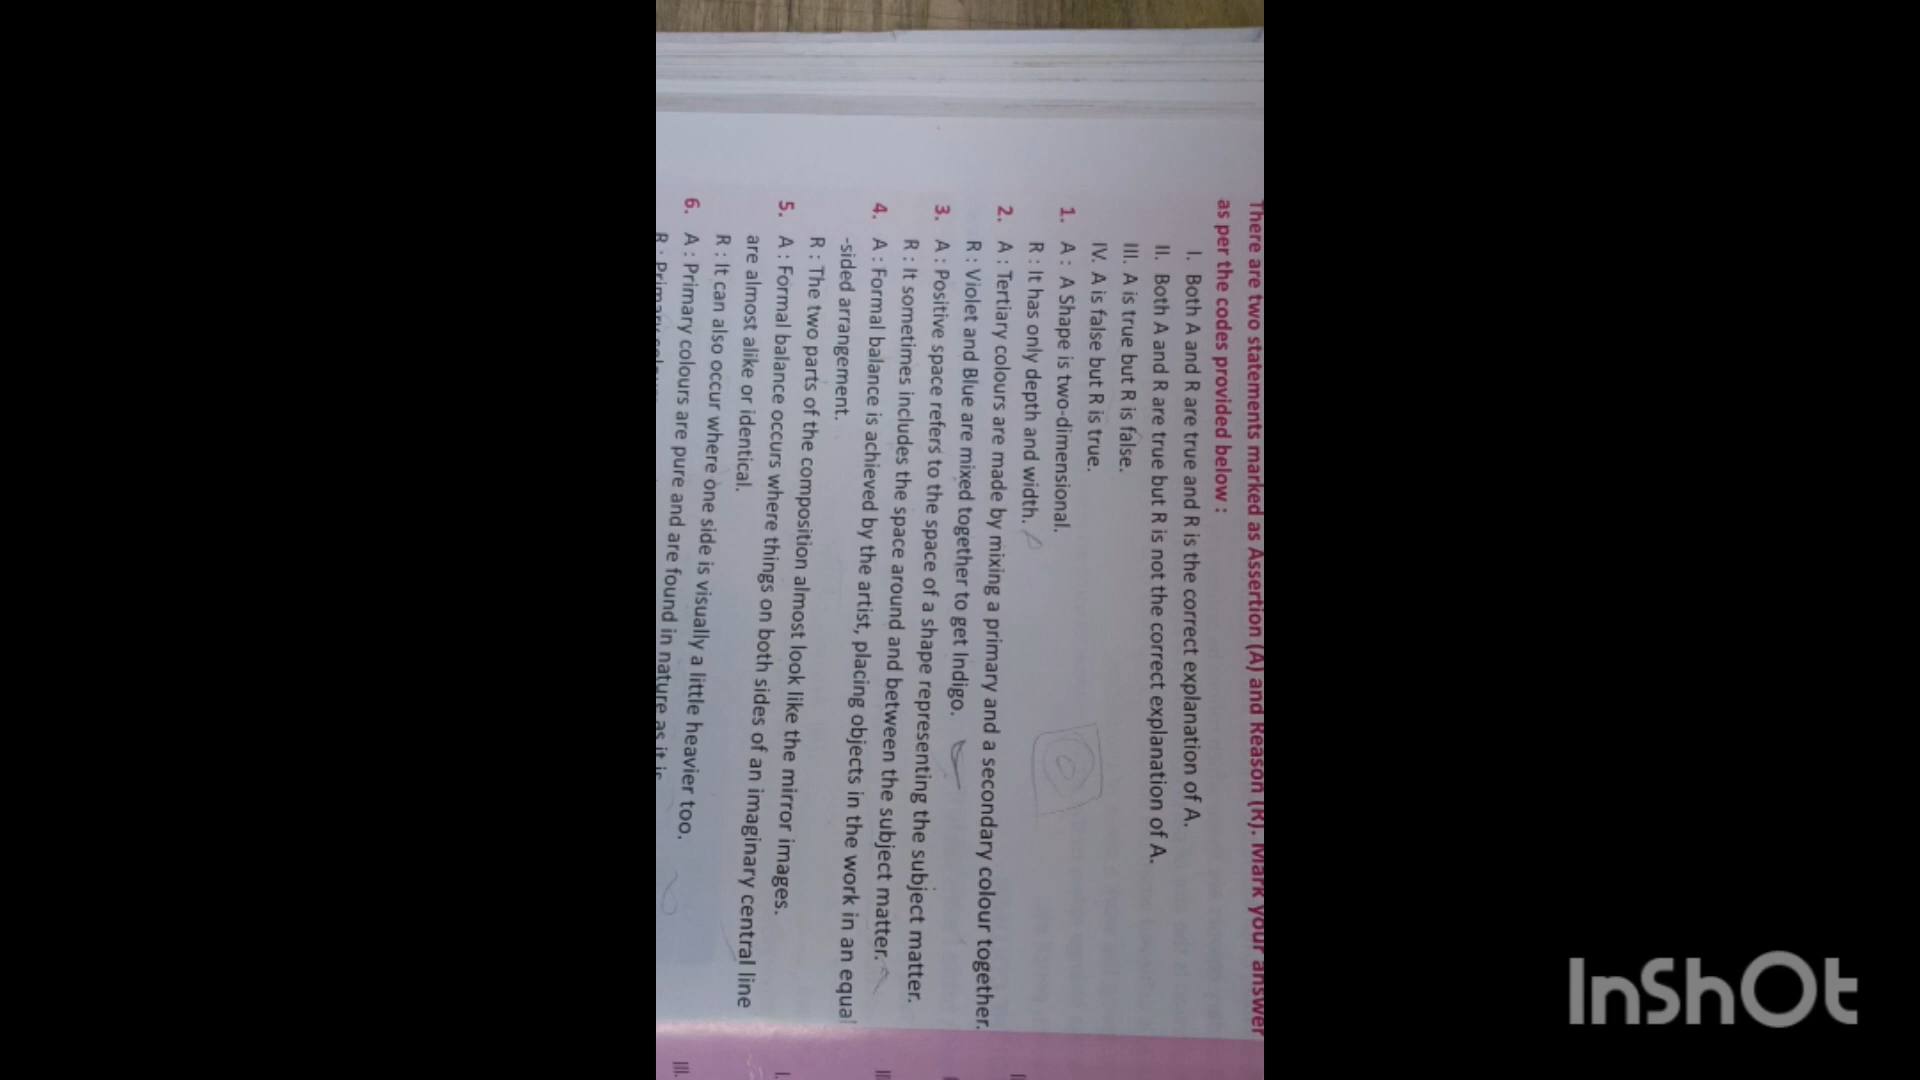 There are two statements marked as Assertion (A) and Reason (R). Mark your answer
as per the codes provided below :
I. Both A and R are true and R is the correct explanation of A.
II. Both A and R are true but R is not the correct explanation of A.
III. A is true but R is false.
IV. A is false but R is true.
1. A : A Shape is two-dimensional.
R : It has only depth and width.
2. A : Tertiary colours are made by mixing a primary and a secondary colour together.
R : Violet and Blue are mixed together to get Indigo.
3. A : Positive space refers to the space of a shape representing the subject matter.
R : It sometimes includes the space around and between the subject matter.
4. A : Formal balance is achieved by the artist, placing objects in the work in an equal
-sided arrangement.
R : The two parts of the composition almost look like the mirror images.
5. A : Formal balance occurs where things on both sides of an imaginary central line
are almost alike or identical.
R : It can also occur where one side is visually a little heavier too.
6. A : Primary colours are pure and are found in nature as it is
R : Primary
I.
III.
InShOt